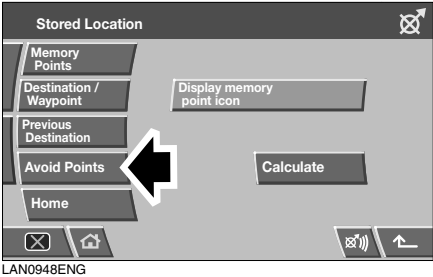 Stored Location
Memory
Points
Destination /
Waypoint
Display memory
point icon
Previous
Destination
Avoid Points
Calculate
Home
LAN0948ENG